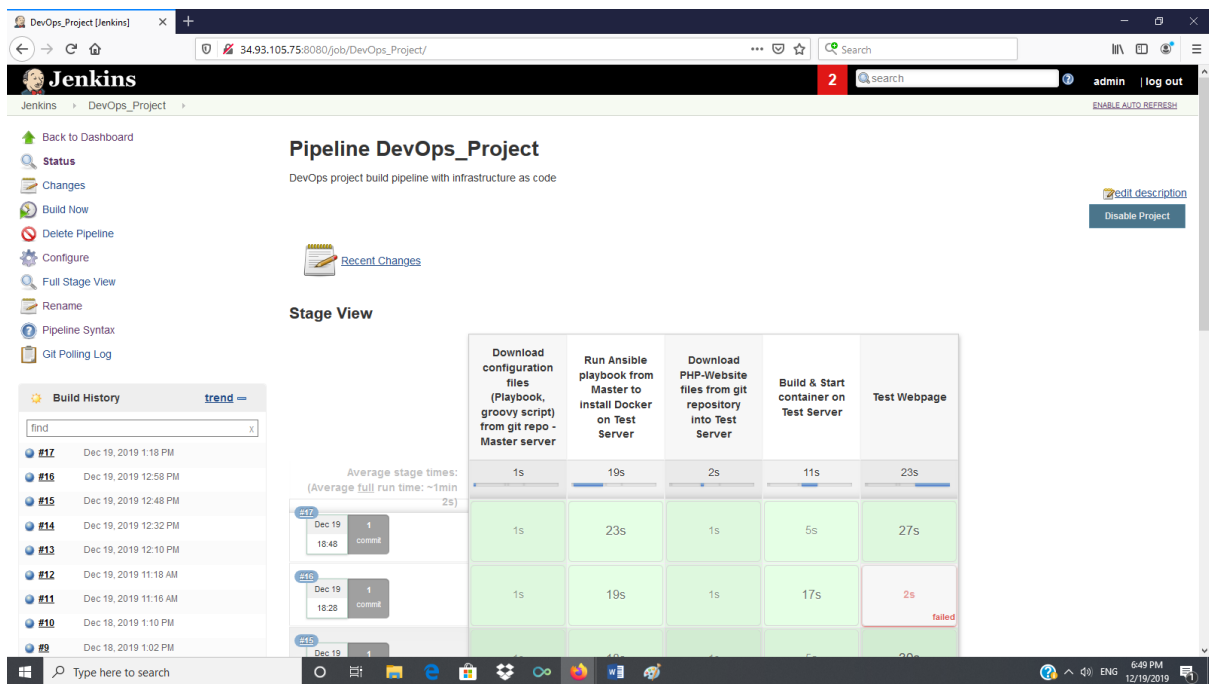 DevOps_Project [Jenkins]
34.93.105.75:8080/job/DevOps_Project/
Search
Jenkins
2
search
admin | log out
Jenkins DevOps_Project
ENABLE AUTO REFRESH
Back to Dashboard
Status
Changes
Build Now
Delete Pipeline
Configure
Full Stage View
Rename
Pipeline Syntax
Git Polling Log
Build History trend
find x
#17 Dec 19, 2019 1:18 PM
#16 Dec 19, 2019 12:58 PM
#15 Dec 19, 2019 12:48 PM
#14 Dec 19, 2019 12:32 PM
#13 Dec 19, 2019 12:10 PM
#12 Dec 19, 2019 11:18 AM
#11 Dec 19, 2019 11:16 AM
#10 Dec 18, 2019 1:10 PM
#9 Dec 18, 2019 1:02 PM
Pipeline DevOps_Project
DevOps project build pipeline with infrastructure as code
edit description
Disable Project
Recent Changes
Stage View
Download
configuration
files
(Playbook,
groovy script)
from git repo -
Master server
Run Ansible
playbook from
Master to
install Docker
on Test
Server
Download
PHP-Website
files from git
repository
into Test
Server
Build & Start
container on
Test Server
Test Webpage
Average stage times:
(Average full run time: ~1min
2s)
1s 19s 2s 11s 23s
#17
Dec 19
18:48
1
commit
1s 23s 1s 5s 27s
#16
Dec 19
18:28
1
commit
1s 19s 1s 17s 2s
failed
#15
Dec 19 1
Type here to search
ENG
6:49 PM
12/19/2019